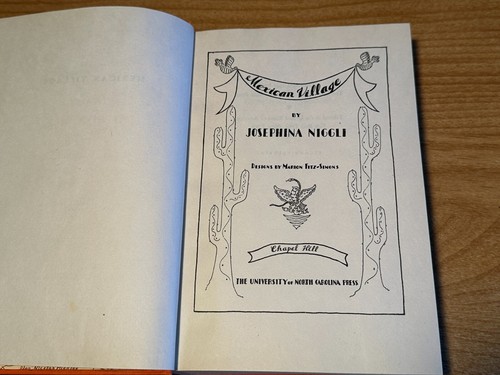 Mexican Village
BY
JOSEPHINA NIGGLI
DESIGNS BY MARION FITZ-SIMONS
Chapel Hill
THE UNIVERSITY OF NORTH CAROLINA PRESS